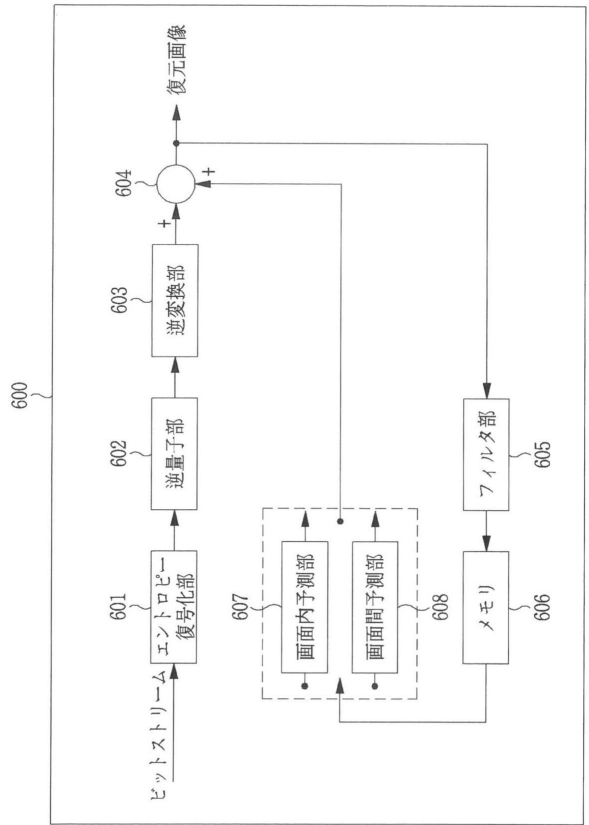 600
601
602
603
604
ビットストリーム
エントロピー
復号化部
逆量子部
逆変換部
+
+
復元画像
607
画面内予測部
画面間予測部
608
メモリ
606
フィルタ部
605